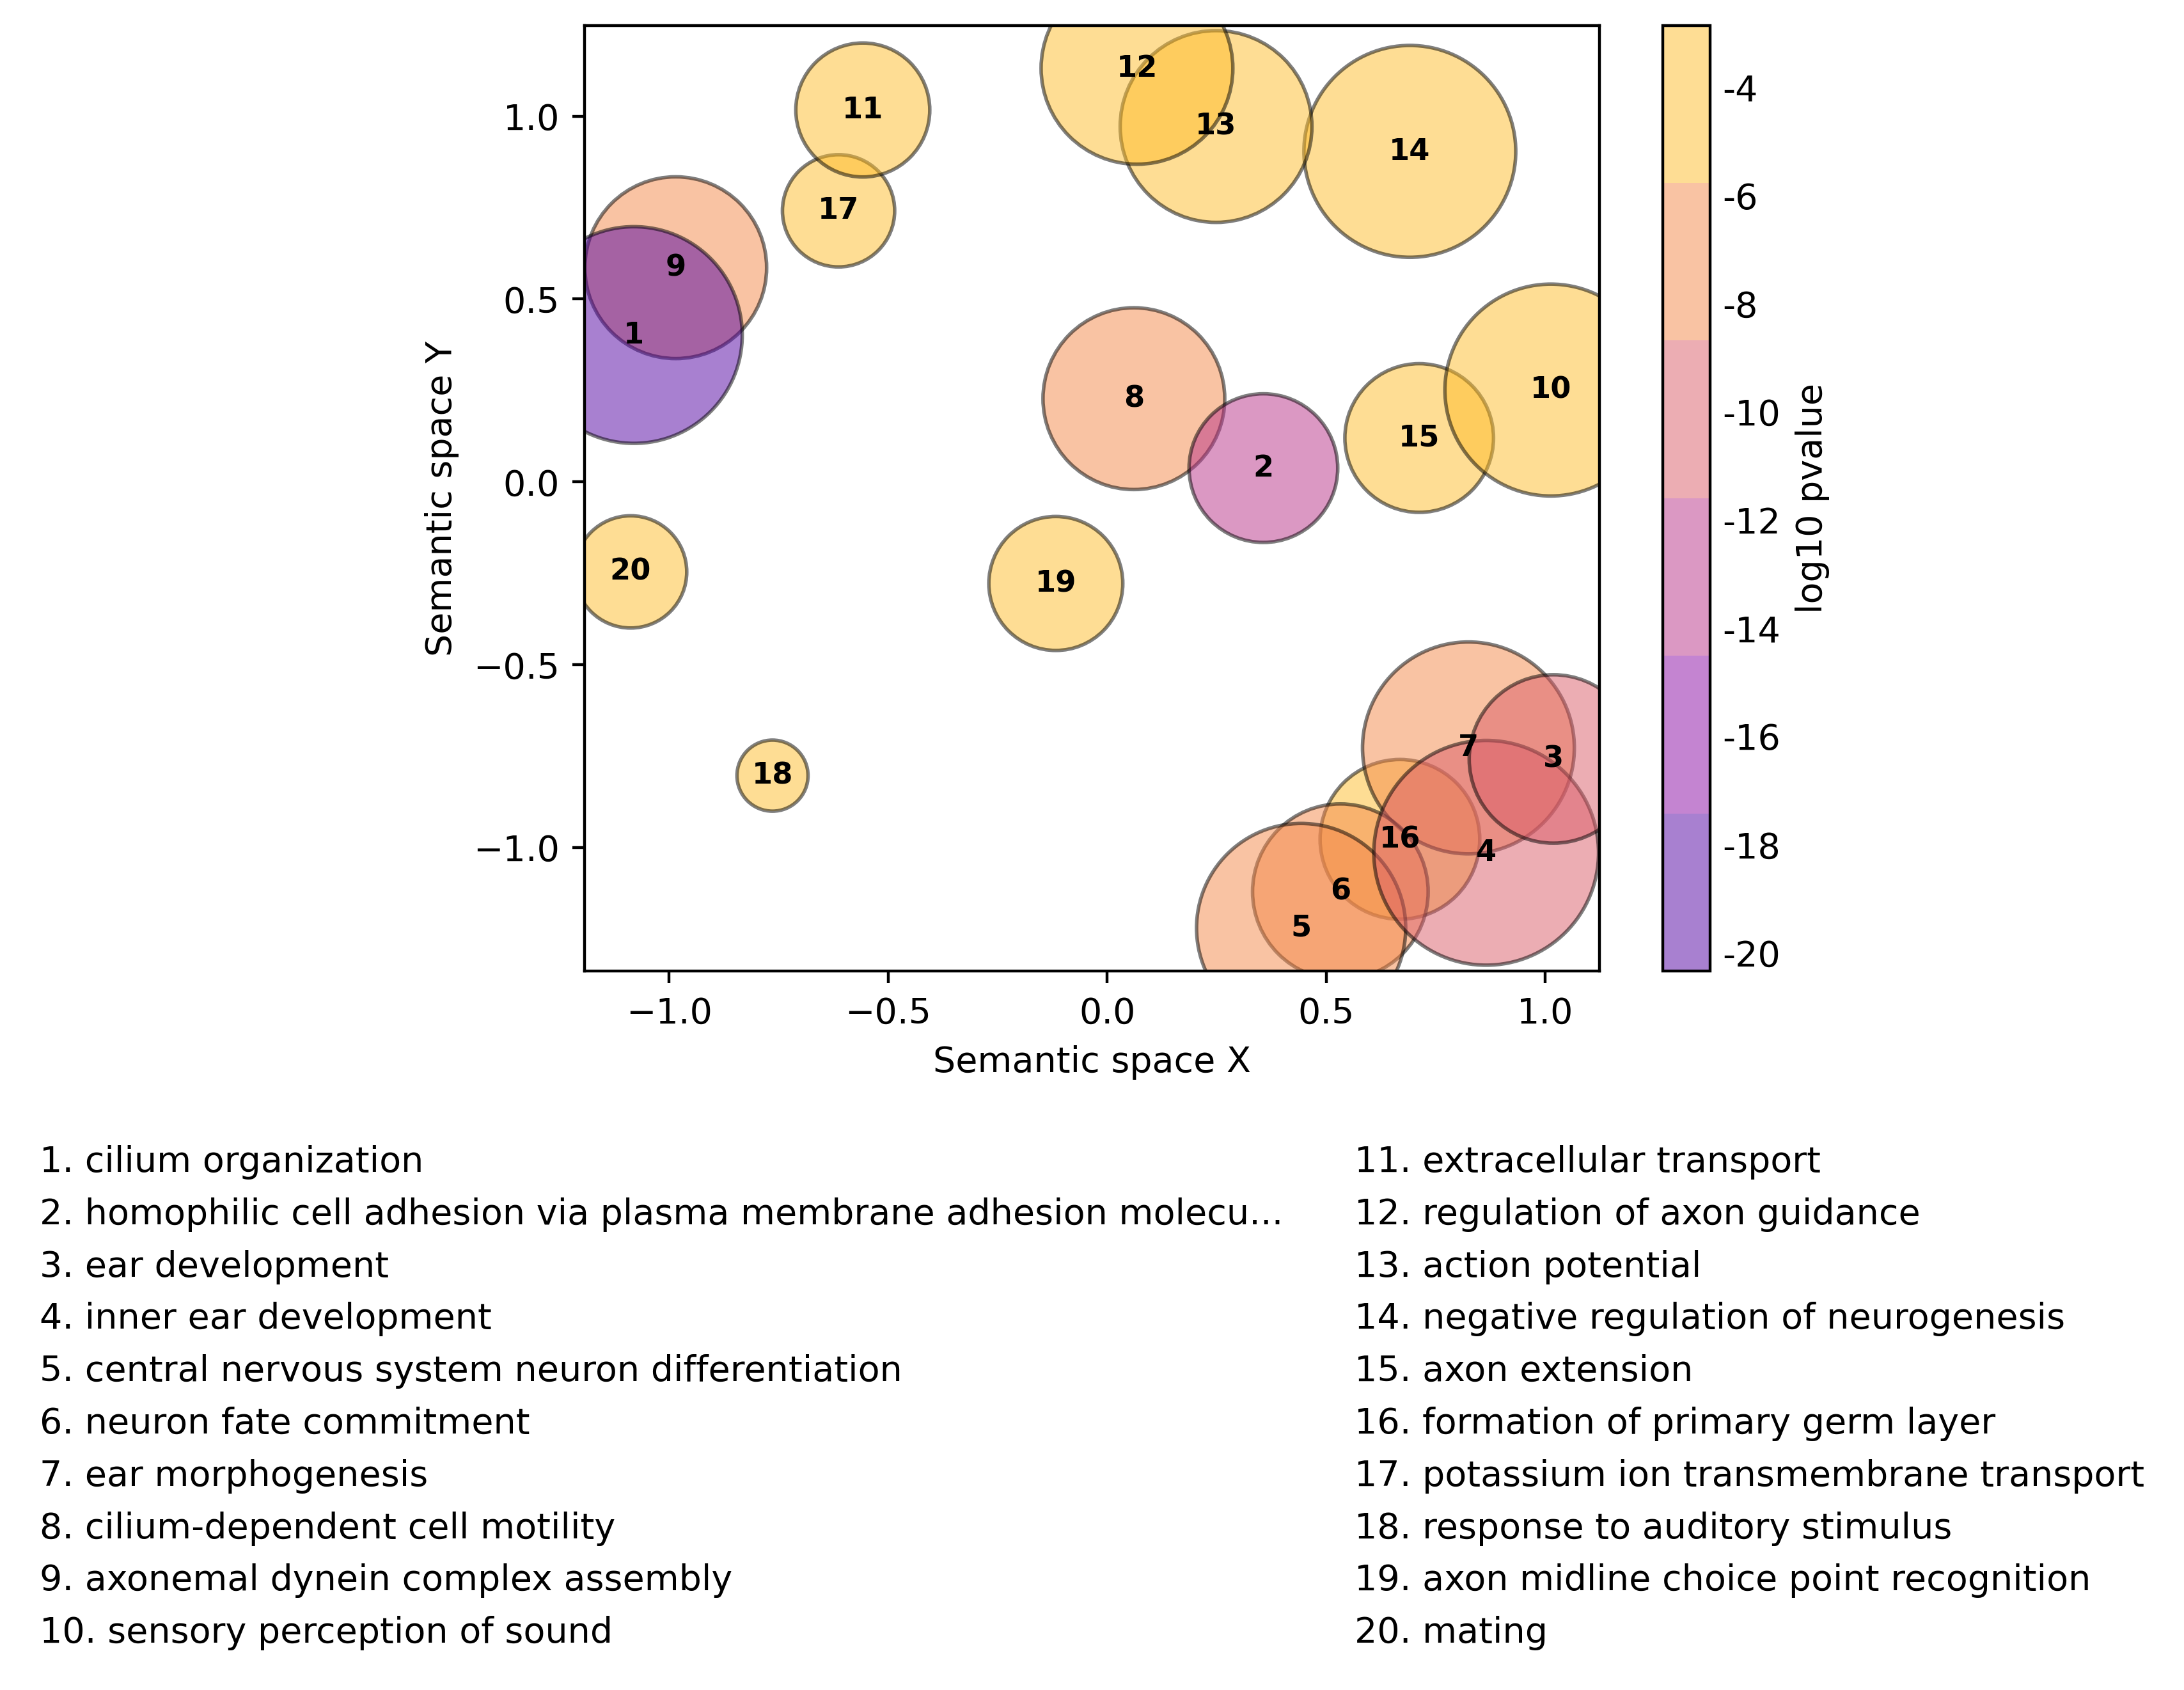 12
11
13
1.0
14
17
9
0.5
1
10
8
15
2
0.0
20
19
−0.5
7
3
18
16
−1.0
4
6
5
Semantic space Y
−1.0
−0.5
0.0
0.5
1.0
Semantic space X
-4
-6
-8
-10
-12
-14
-16
-18
-20
log10 pvalue
1. cilium organization
2. homophilic cell adhesion via plasma membrane adhesion molecu...
3. ear development
4. inner ear development
5. central nervous system neuron differentiation
6. neuron fate commitment
7. ear morphogenesis
8. cilium-dependent cell motility
9. axonemal dynein complex assembly
10. sensory perception of sound
11. extracellular transport
12. regulation of axon guidance
13. action potential
14. negative regulation of neurogenesis
15. axon extension
16. formation of primary germ layer
17. potassium ion transmembrane transport
18. response to auditory stimulus
19. axon midline choice point recognition
20. mating